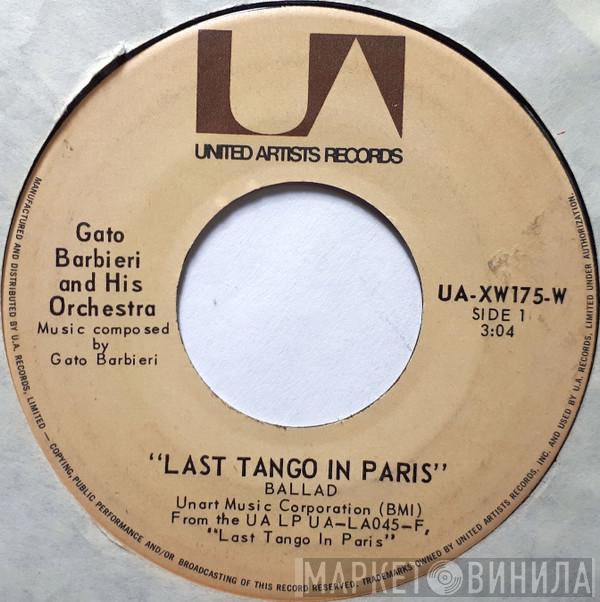 UA
UNITED ARTISTS RECORDS
Gato
Barbieri
and His
Orchestra
Music composed
by
Gato Barbieri
UA-XW175-W
SIDE 1
3:04
"LAST TANGO IN PARIS"
BALLAD
Unart Music Corporation (BMI)
From the UA LP UA-LA045-F,
"Last Tango In Paris"
MANUFACTURED AND DISTRIBUTED BY U.A. RECORDS, LIMITED — COPYING, PUBLIC PERFORMANCE AND/OR BROADCASTING OF THIS RECORD RESERVED, TRADEMARKS OWNED BY UNITED ARTISTS RECORDS, INC. AND USED BY U.A. RECORDS, LIMITED UNDER AUTHORIZATION.
МАРКЕТ ВИНИЛА